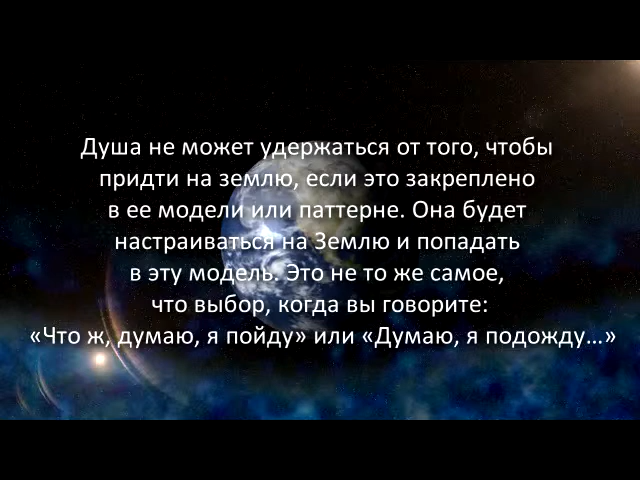 Душа не может удержаться от того, чтобы
придти на землю, если это закреплено
в ее модели или паттерне. Она будет
настраиваться на Землю и попадать
в эту модель. Это не то же самое,
что выбор, когда вы говорите:
«Что ж, думаю, я пойду» или «Думаю, я подожду…»